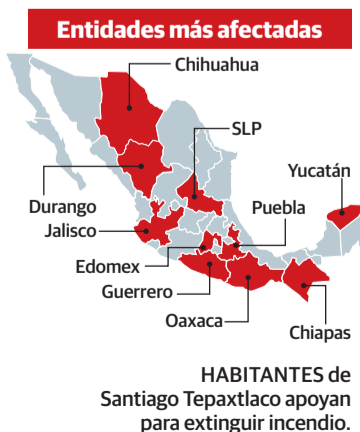 Entidades más afectadas
Chihuahua
SLP
Yucatán
Durango
Puebla
Jalisco
Edomex
Guerrero
Oaxaca
Chiapas
HABITANTES de
Santiago Tepaxtlaco apoyan
para extinguir incendio.